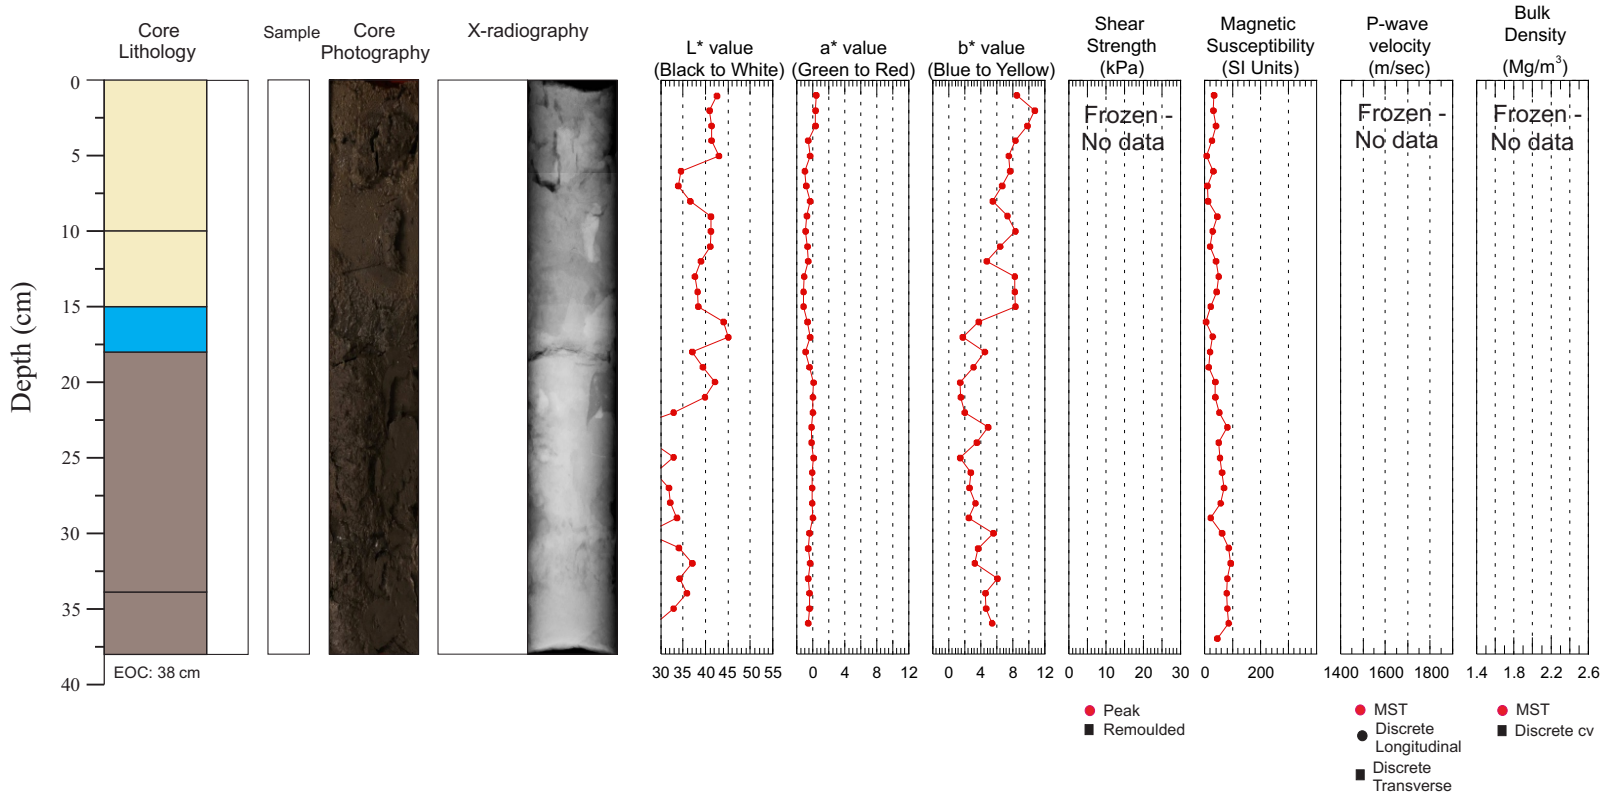 Core
Lithology
Sample
Core
Photography
X-radiography
L* value
(Black to White)
a* value
(Green to Red)
b* value
(Blue to Yellow)
Shear
Strength
(kPa)
Magnetic
Susceptibility
(SI Units)
P-wave
velocity
(m/sec)
Bulk
Density
(Mg/m³)
Depth (cm)
0
5
10
15
20
25
30
35
40
EOC: 38 cm
Frozen -
No data
Frozen -
No data
Frozen -
No data
30 35 40 45 50 55
0 4 8 12
0 4 8 12
0 10 20 30
0 200
1400 1600 1800
1.4 1.8 2.2 2.6
Peak
Remoulded
MST
Discrete
Longitudinal
Discrete
Transverse
MST
Discrete cv